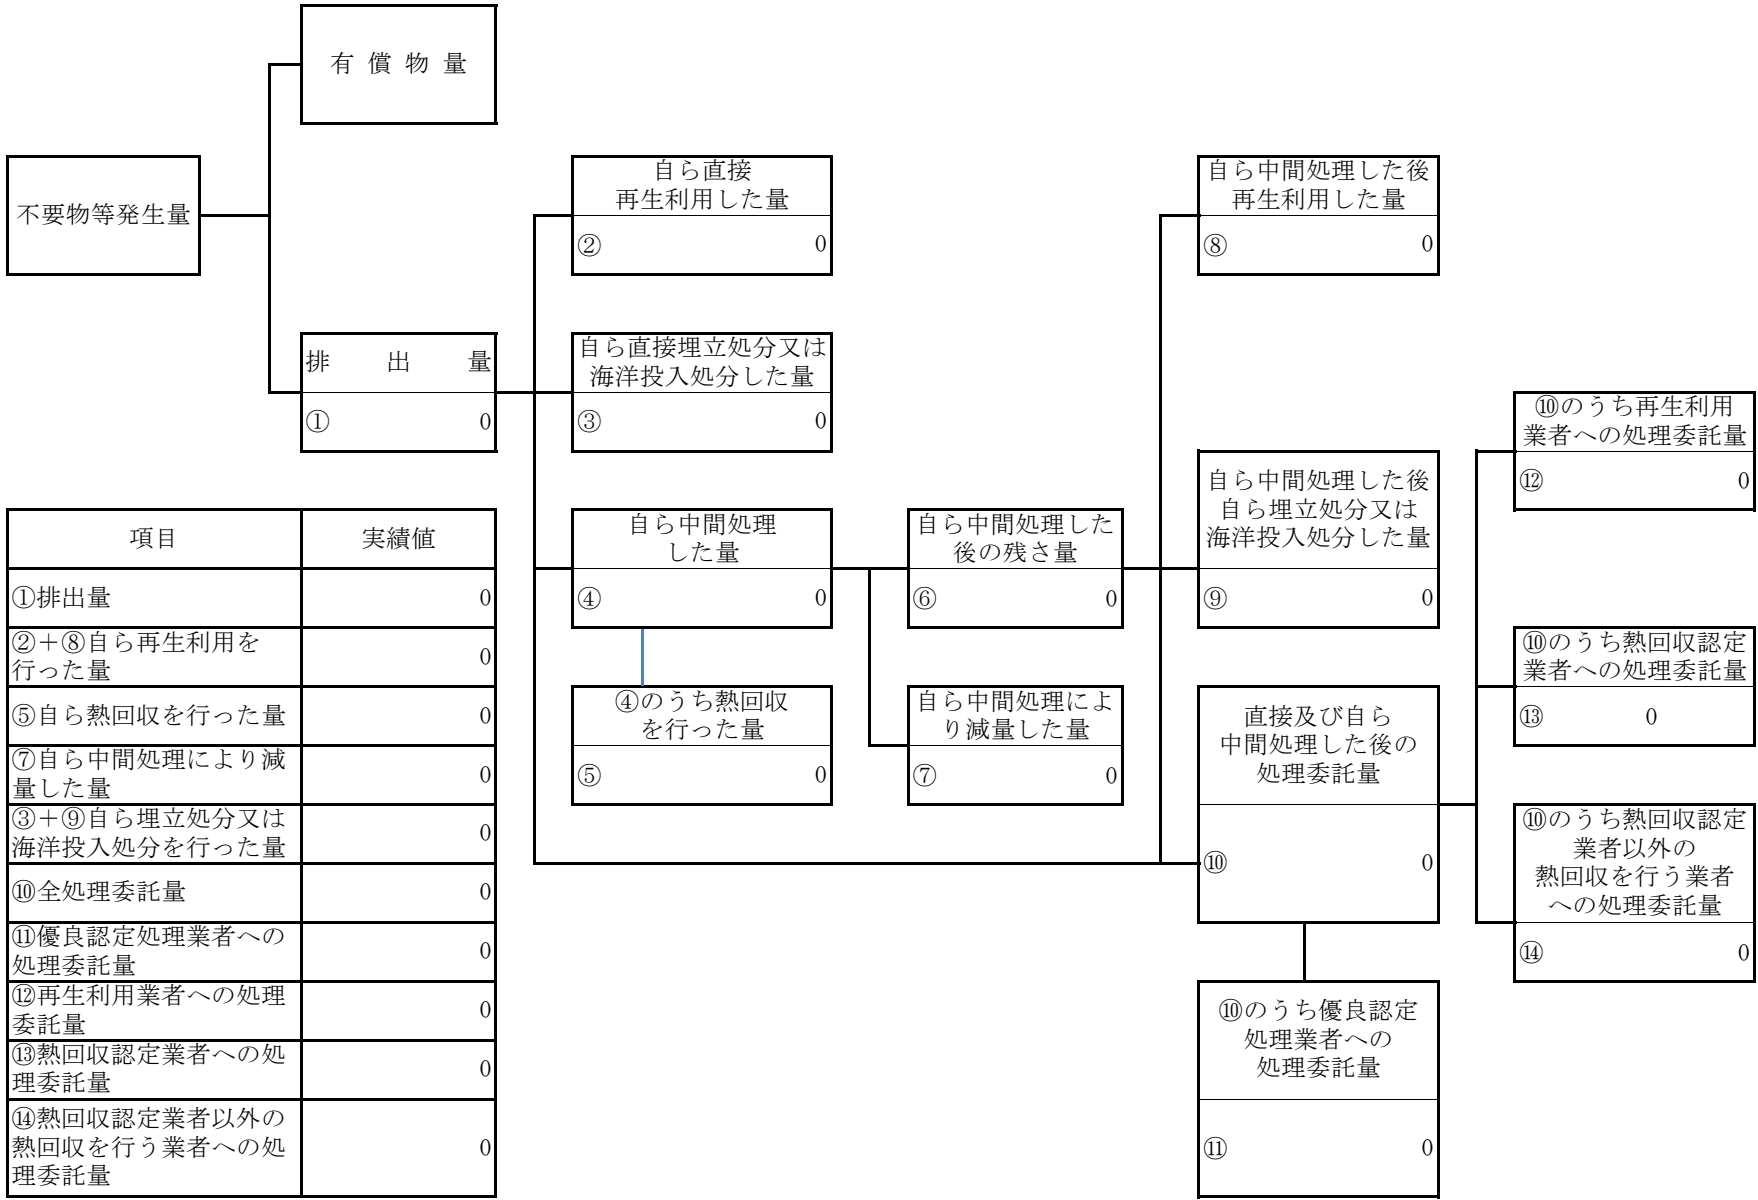 有償物量
不要物等発生量
自ら直接
再生利用した量
② 0
自ら中間処理した後
再生利用した量
⑧ 0
排出量
① 0
自ら直接埋立処分又は
海洋投入処分した量
③ 0
⑩のうち再生利用
業者への処理委託量
⑫ 0
自ら中間処理した後
自ら埋立処分又は
海洋投入処分した量
⑨ 0
自ら中間処理
した量
④ 0
自ら中間処理した
後の残さ量
⑥ 0
⑩のうち熱回収認定
業者への処理委託量
⑬ 0
④のうち熱回収
を行った量
⑤ 0
自ら中間処理によ
り減量した量
⑦ 0
直接及び自ら
中間処理した後の
処理委託量
⑩ 0
⑩のうち熱回収認定
業者以外の
熱回収を行う業者
への処理委託量
⑭ 0
⑩のうち優良認定
処理業者への
処理委託量
⑪ 0
項目 実績値
①排出量 0
②＋⑧自ら再生利用を
行った量 0
⑤自ら熱回収を行った量 0
⑦自ら中間処理により減
量した量 0
③＋⑨自ら埋立処分又は
海洋投入処分を行った量 0
⑩全処理委託量 0
⑪優良認定処理業者への
処理委託量 0
⑫再生利用業者への処理
委託量 0
⑬熱回収認定業者への処
理委託量 0
⑭熱回収認定業者以外の
熱回収を行う業者への処 0
理委託量